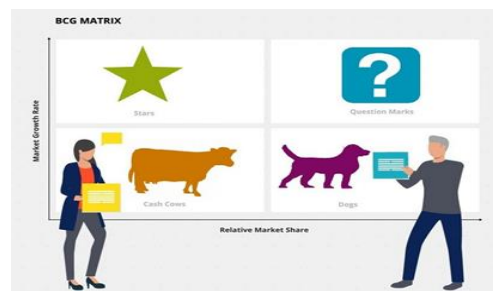 BCG MATRIX
Market Growth Rate
Stars
?
Question Marks
Cash Cows
Dogs
Relative Market Share